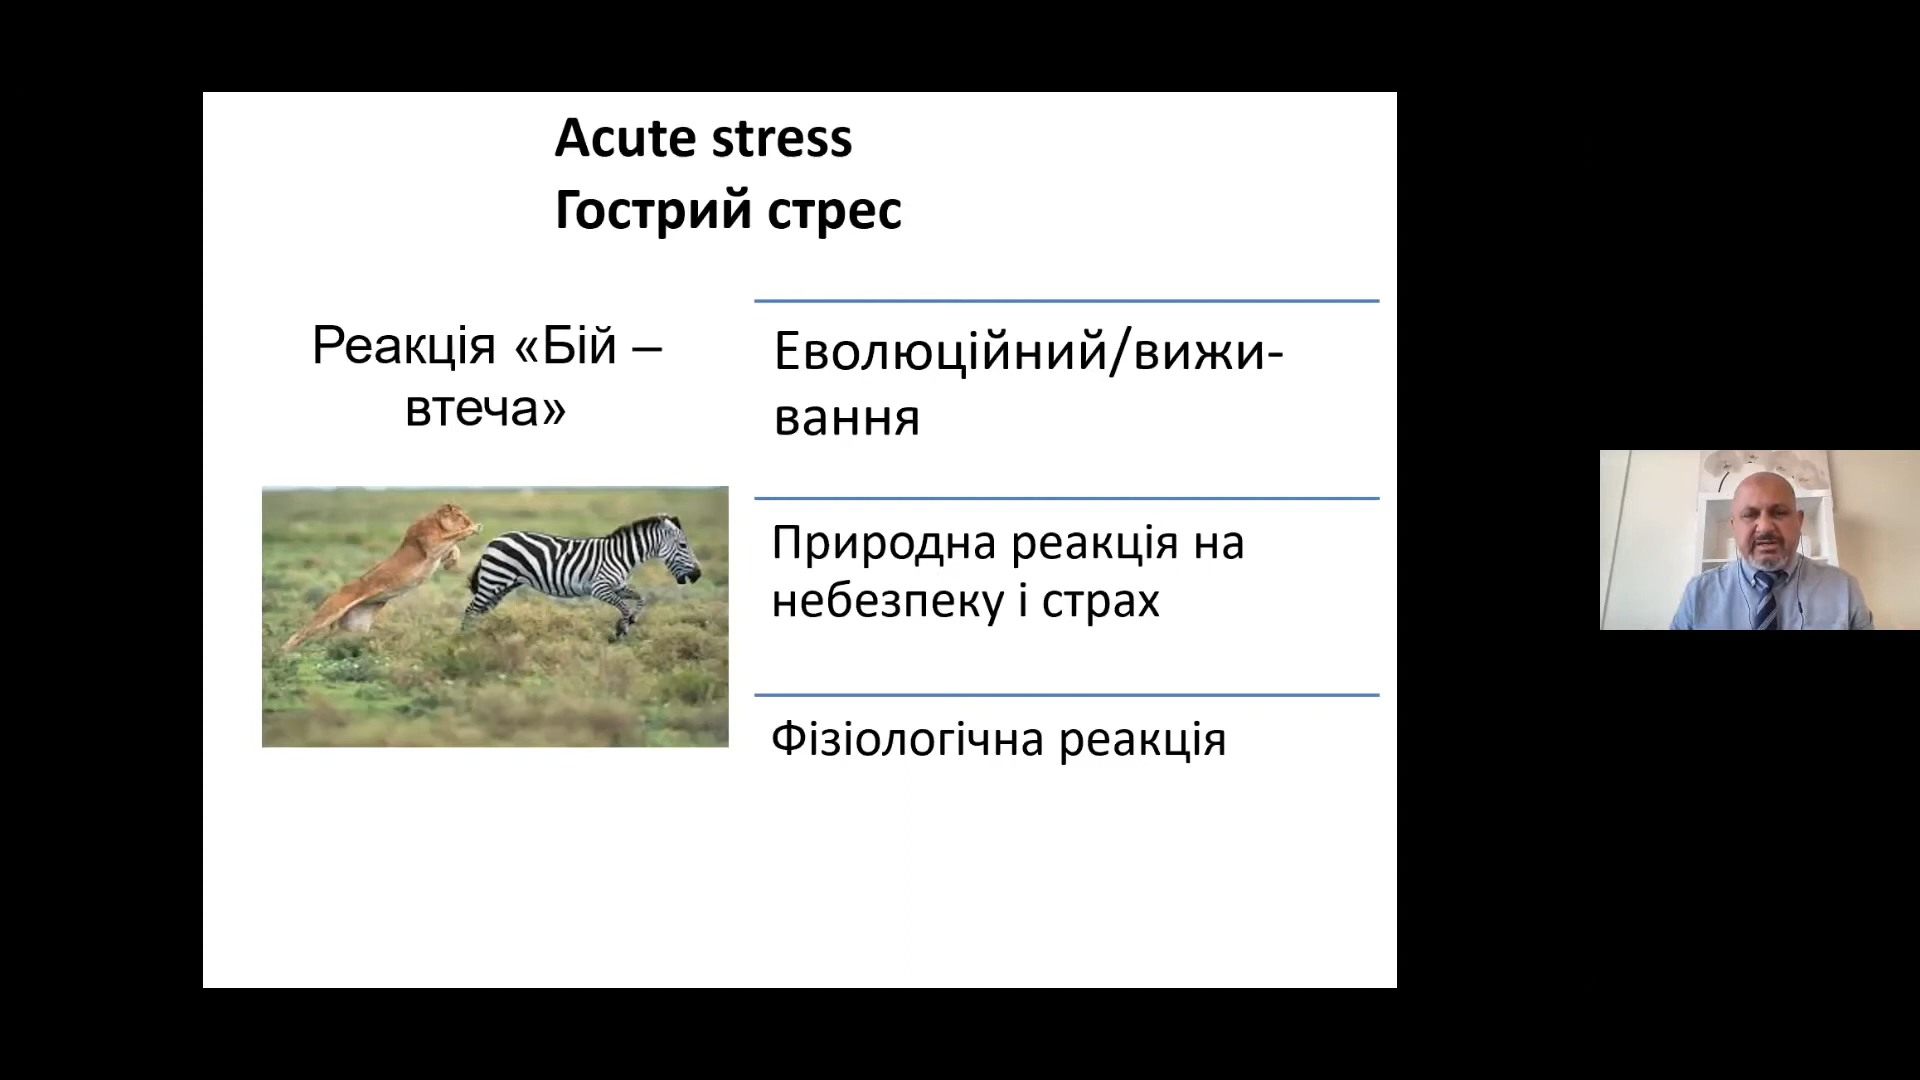 Acute stress
Гострий стрес
Реакція «Бій –
втеча»
Еволюційний/вижи-
вання
Природна реакція на
небезпеку і страх
Фізіологічна реакція